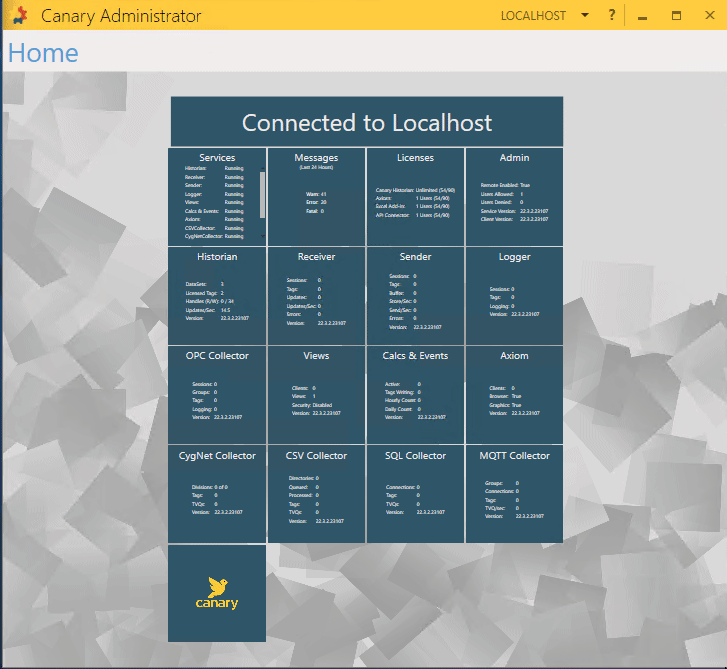 Canary Administrator
LOCALHOST
?
Home
Connected to Localhost
Services
Historian: Running
Receiver: Running
Sender: Running
Logger: Running
Views: Running
Calcs & Events: Running
Axiom: Running
CSVCollector: Running
CygNetCollector: Running
Messages
(Last 24 Hours)
Warn: 41
Error: 20
Fatal: 0
Licenses
Canary Historian: Unlimited (54/90)
Axiom: 1 Users (54/90)
Excel Add-in: 1 Users (54/90)
API Connector: 1 Users (54/90)
Admin
Remote Enabled: True
Users Allowed: 1
Users Denied: 0
Service Version: 22.3.2.23107
Client Version: 22.3.2.23107
Historian
DataSets: 3
Licensed Tags: 2
Handles (R/W): 0 / 34
Updates/Sec: 14.5
Version: 22.3.2.23107
Receiver
Sessions: 0
Tags: 0
Updates: 0
Updates/Sec: 0
Errors: 0
Version: 22.3.2.23107
Sender
Sessions: 0
Tags: 0
Buffer: 0
Store/Sec: 0
Send/Sec: 0
Errors: 0
Version: 22.3.2.23107
Logger
Sessions: 0
Tags: 0
Logging: 0
Version: 22.3.2.23107
OPC Collector
Sessions: 0
Groups: 0
Tags: 0
Logging: 0
Version: 22.3.2.23107
Views
Clients: 0
Views: 1
Security: Disabled
Version: 22.3.2.23107
Calcs & Events
Active: 0
Tags Writing: 0
Hourly Count: 0
Daily Count: 0
Version: 22.3.2.23107
Axiom
Clients: 0
Browser: True
Graphics: True
Version: 22.3.2.23107
CygNet Collector
Divisions: 0 of 0
Tags: 0
TVQs: 0
Version: 22.3.2.23107
CSV Collector
Directories: 0
Queued: 0
Processed: 0
Tags: 0
TVQs: 0
Version: 22.3.2.23107
SQL Collector
Connections: 0
Tags: 0
TVQs: 0
Version: 22.3.2.23107
MQTT Collector
Groups: 0
Connections: 0
Tags: 0
TVQ/sec: 0
Version: 22.3.2.23107
canary